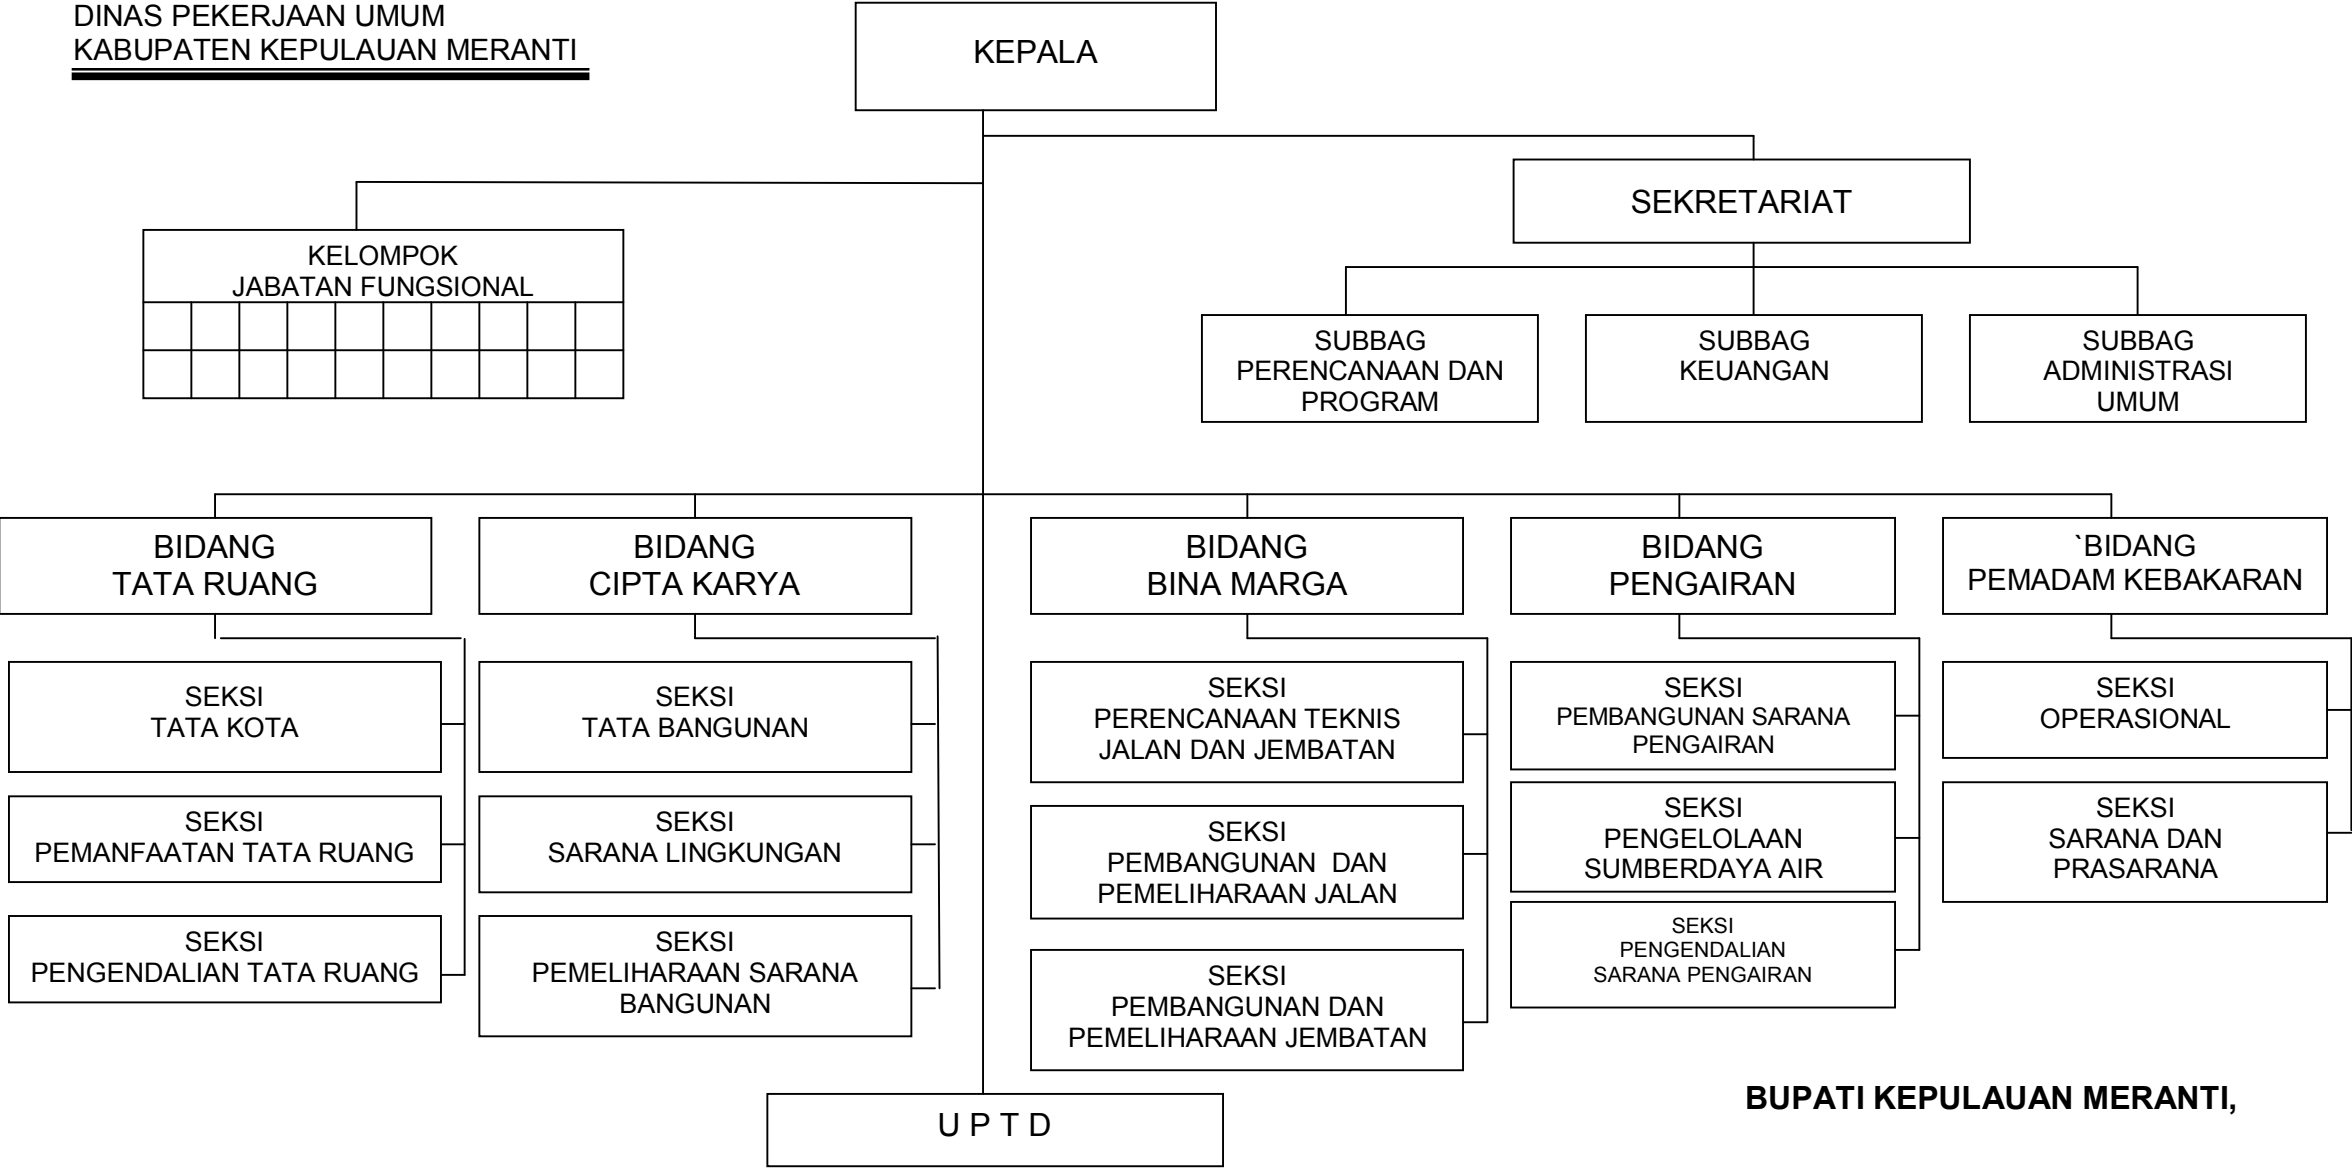 DINAS PEKERJAAN UMUM
KABUPATEN KEPULAUAN MERANTI
KEPALA
SEKRETARIAT
KELOMPOK
JABATAN FUNGSIONAL
SUBBAG
PERENCANAAN DAN
PROGRAM
SUBBAG
KEUANGAN
SUBBAG
ADMINISTRASI
UMUM
BIDANG
TATA RUANG
BIDANG
CIPTA KARYA
BIDANG
BINA MARGA
BIDANG
PENGAIRAN
`BIDANG
PEMADAM KEBAKARAN
SEKSI
TATA KOTA
SEKSI
PEMANFAATAN TATA RUANG
SEKSI
PENGENDALIAN TATA RUANG
SEKSI
TATA BANGUNAN
SEKSI
SARANA LINGKUNGAN
SEKSI
PEMELIHARAAN SARANA
BANGUNAN
SEKSI
PERENCANAAN TEKNIS
JALAN DAN JEMBATAN
SEKSI
PEMBANGUNAN  DAN
PEMELIHARAAN JALAN
SEKSI
PEMBANGUNAN DAN
PEMELIHARAAN JEMBATAN
SEKSI
PEMBANGUNAN SARANA
PENGAIRAN
SEKSI
PENGELOLAAN
SUMBERDAYA AIR
SEKSI
PENGENDALIAN
SARANA PENGAIRAN
SEKSI
OPERASIONAL
SEKSI
SARANA DAN
PRASARANA
U P T D
BUPATI KEPULAUAN MERANTI,